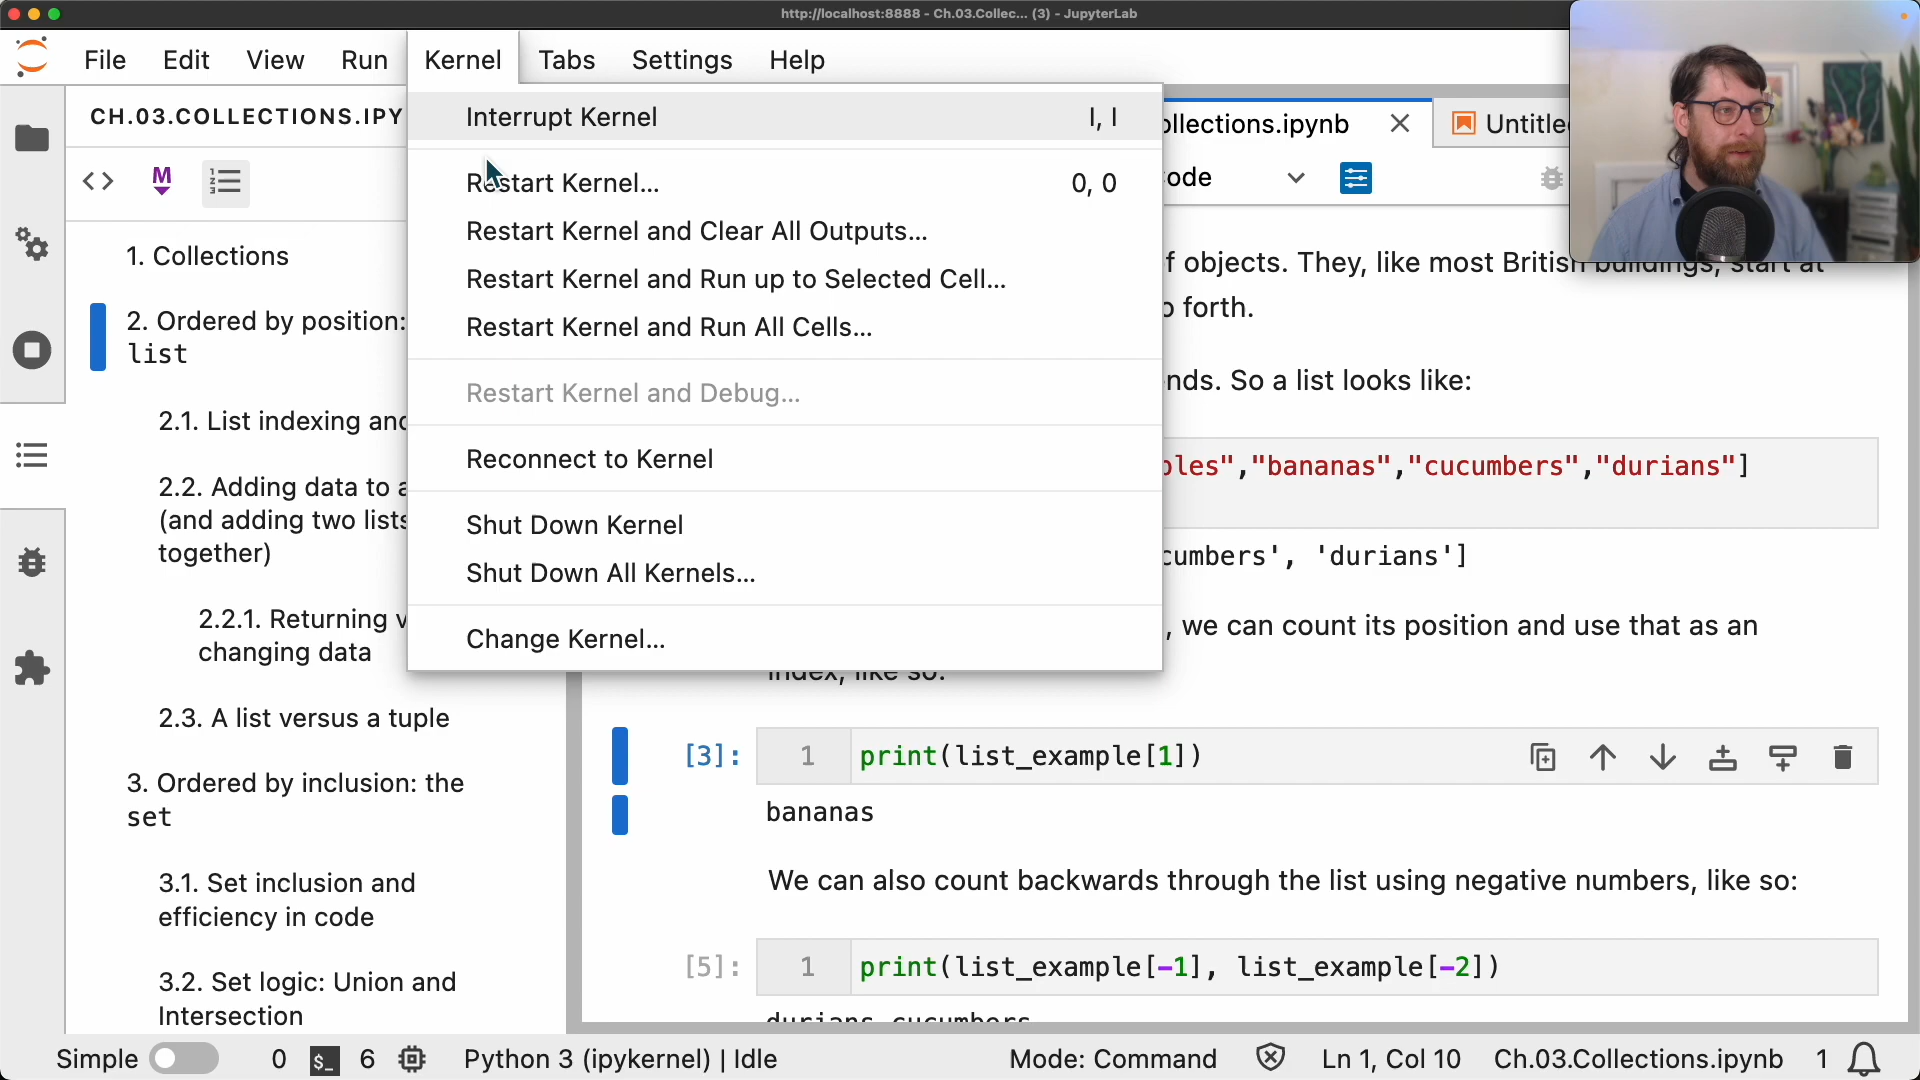 http://localhost:8888 - Ch.03.Collec... (3) - JupyterLab
File Edit View Run Kernel Tabs Settings Help
CH.03.COLLECTIONS.IPY
1. Collections
2. Ordered by position:
list
2.1. List indexing and
2.2. Adding data to a
(and adding two lists
together)
2.2.1. Returning v
changing data
2.3. A list versus a tuple
3. Ordered by inclusion: the
set
3.1. Set inclusion and
efficiency in code
3.2. Set logic: Union and
Intersection
Interrupt Kernel I, I
Restart Kernel... 0, 0
Restart Kernel and Clear All Outputs...
Restart Kernel and Run up to Selected Cell...
Restart Kernel and Run All Cells...
Restart Kernel and Debug...
Reconnect to Kernel
Shut Down Kernel
Shut Down All Kernels...
Change Kernel...
ollections.ipynb Untitle
ode
f objects. They, like most British buildings, start at
o forth.
nds. So a list looks like:
ples","bananas","cucumbers","durians"]
cumbers', 'durians']
, we can count its position and use that as an
index, like so:
[3]: 1 print(list_example[1])
bananas
We can also count backwards through the list using negative numbers, like so:
[5]: 1 print(list_example[-1], list_example[-2])
durians cucumbers
Simple 0 $_ 6 Python 3 (ipykernel) | Idle Mode: Command Ln 1, Col 10 Ch.03.Collections.ipynb 1